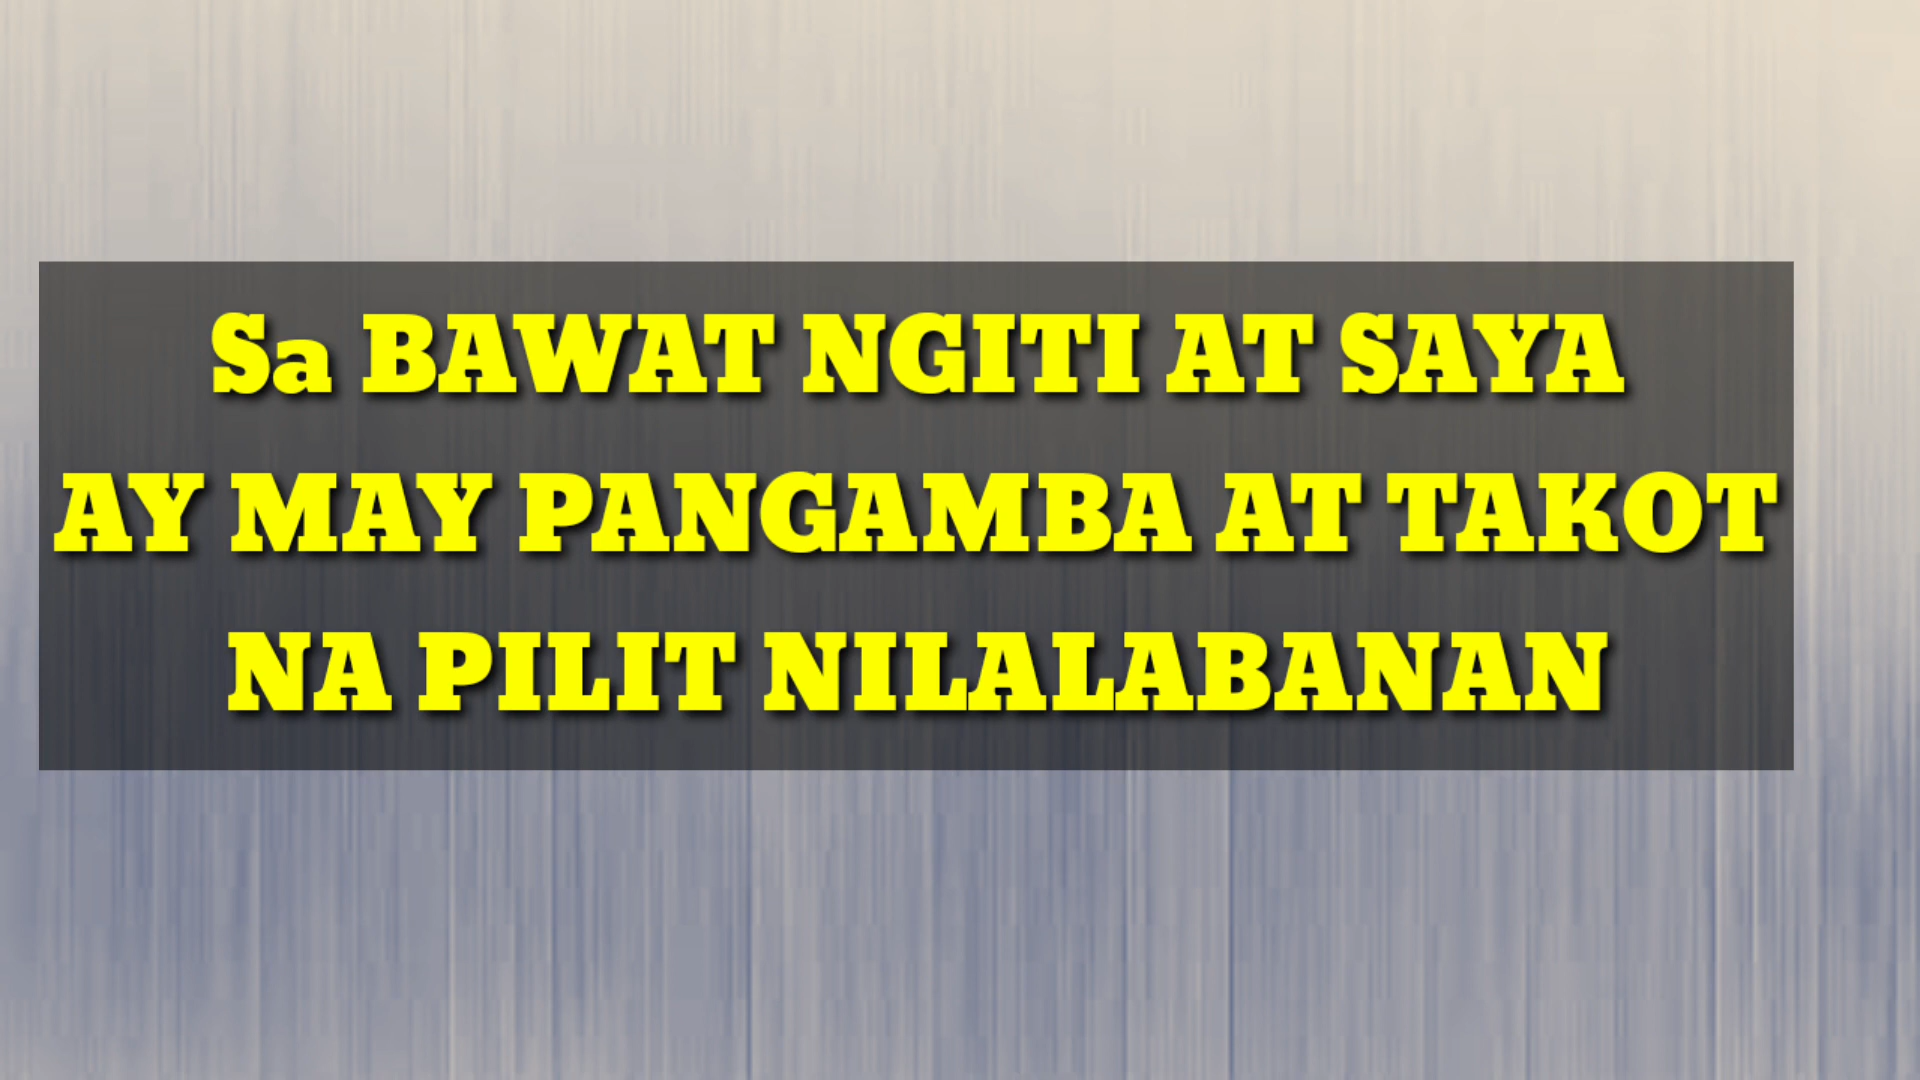 Sa BAWAT NGITI AT SAYA
AY MAY PANGAMBA AT TAKOT
NA PILIT NILALABANAN